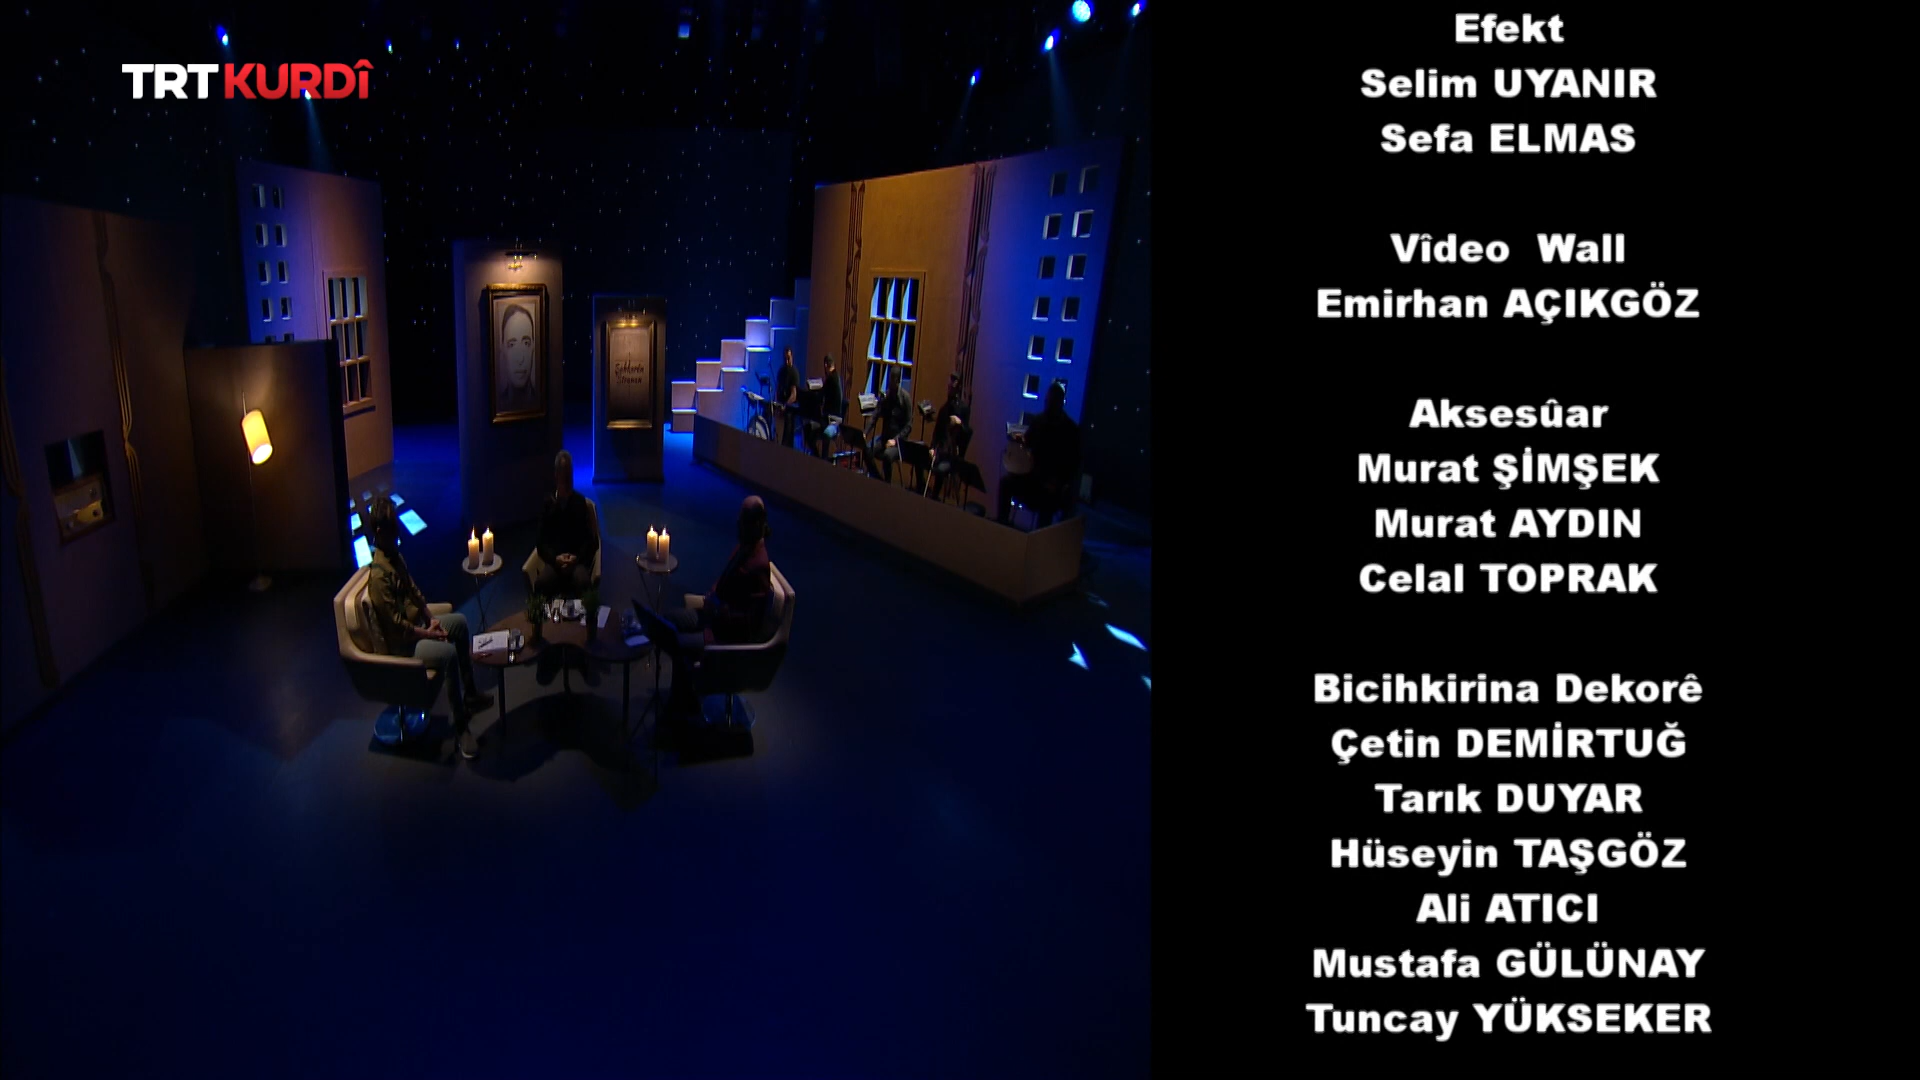 TRT KURDÎ
Efekt
Selim UYANIR
Sefa ELMAS
Vîdeo Wall
Emirhan AÇIKGÖZ
Aksesûar
Murat ŞİMŞEK
Murat AYDIN
Celal TOPRAK
Bicihkirina Dekorê
Çetin DEMİRTUĞ
Tarık DUYAR
Hüseyin TAŞGÖZ
Ali ATICI
Mustafa GÜLÜNAY
Tuncay YÜKSEKER